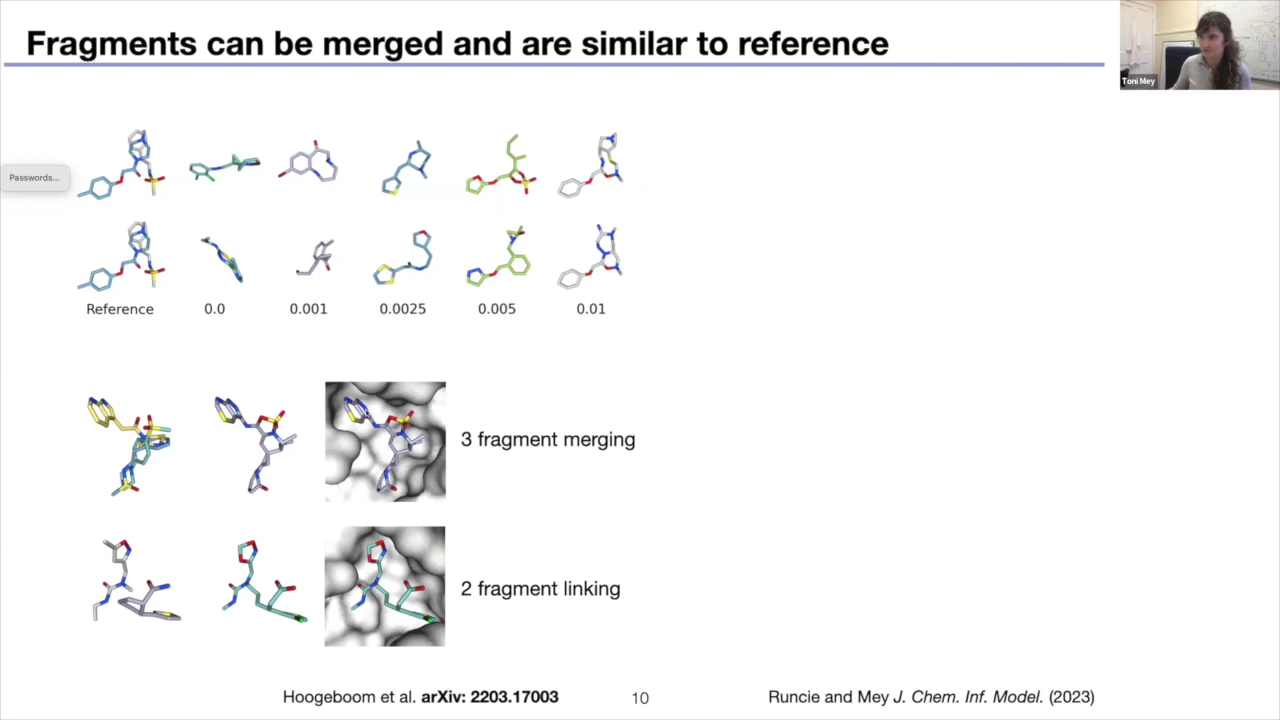 Fragments can be merged and are similar to reference
Toni Mey
Passwords...
Reference 0.0 0.001 0.0025 0.005 0.01
3 fragment merging
2 fragment linking
Hoogeboom et al. arXiv: 2203.17003 10 Runcie and Mey J. Chem. Inf. Model. (2023)